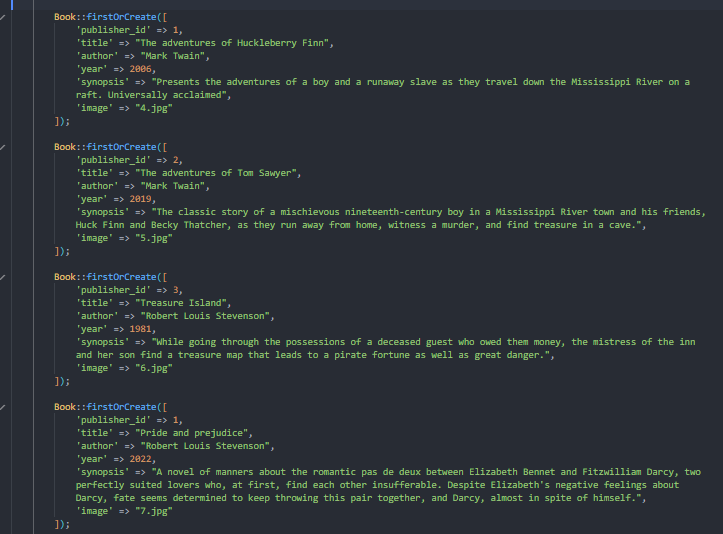 Book::firstOrCreate([
'publisher_id' => 1,
'title' => "The adventures of Huckleberry Finn",
'author' => "Mark Twain",
'year' => 2006,
'synopsis' => "Presents the adventures of a boy and a runaway slave as they travel down the Mississippi River on a
raft. Universally acclaimed",
'image' => "4.jpg"
]);
Book::firstOrCreate([
'publisher_id' => 2,
'title' => "The adventures of Tom Sawyer",
'author' => "Mark Twain",
'year' => 2019,
'synopsis' => "The classic story of a mischievous nineteenth-century boy in a Mississippi River town and his friends,
Huck Finn and Becky Thatcher, as they run away from home, witness a murder, and find treasure in a cave.",
'image' => "5.jpg"
]);
Book::firstOrCreate([
'publisher_id' => 3,
'title' => "Treasure Island",
'author' => "Robert Louis Stevenson",
'year' => 1981,
'synopsis' => "While going through the possessions of a deceased guest who owed them money, the mistress of the inn
and her son find a treasure map that leads to a pirate fortune as well as great danger.",
'image' => "6.jpg"
]);
Book::firstOrCreate([
'publisher_id' => 1,
'title' => "Pride and prejudice",
'author' => "Robert Louis Stevenson",
'year' => 2022,
'synopsis' => "A novel of manners about the romantic pas de deux between Elizabeth Bennet and Fitzwilliam Darcy, two
perfectly suited lovers who, at first, find each other insufferable. Despite Elizabeth's negative feelings about
Darcy, fate seems determined to keep throwing this pair together, and Darcy, almost in spite of himself.",
'image' => "7.jpg"
]);